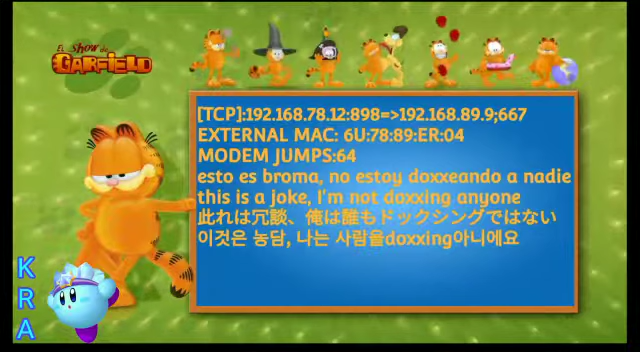 EL Show de
GARFIELD
[TCP]:192.168.78.12:898=>192.168.89.9;667
EXTERNAL MAC: 6U:78:89:ER:04
MODEM JUMPS:64
esto es broma, no estoy doxxeando a nadie
this is a joke, I'm not doxxing anyone
此れは冗談、俺は誰もドックシングではない
이것은 농담, 나는 사람을doxxing아니에요
K
R
A